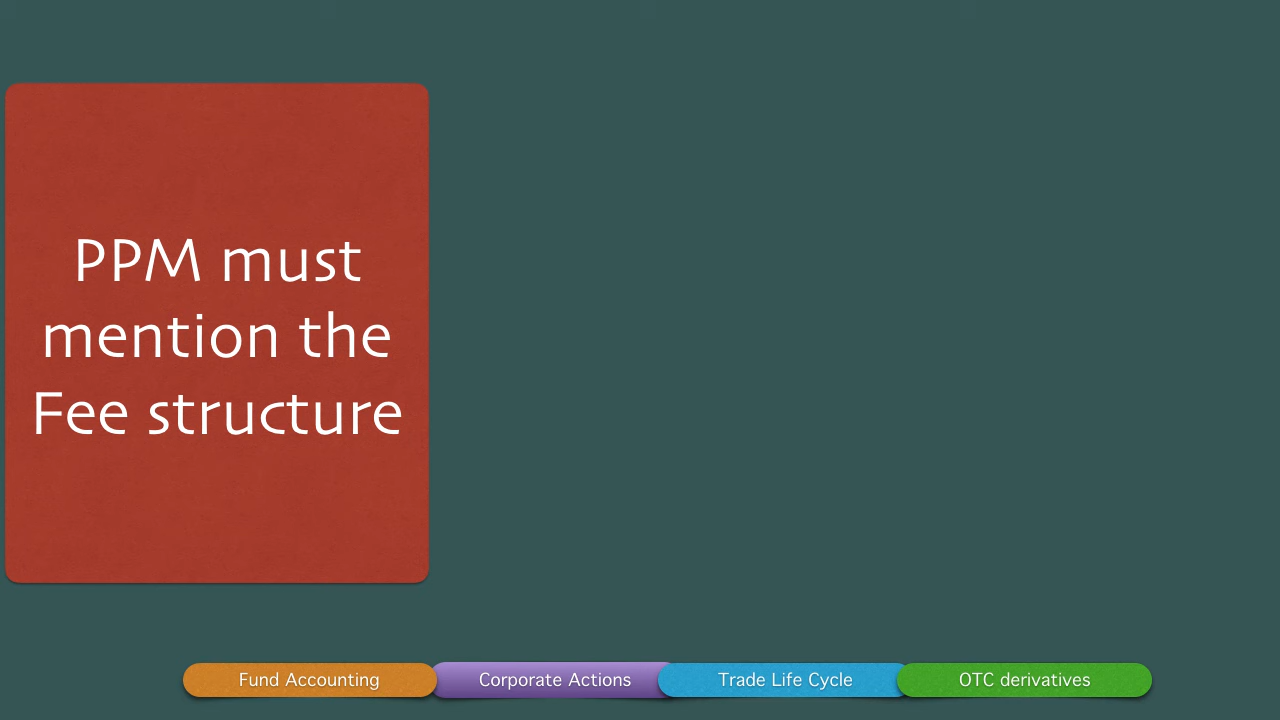 PPM must
mention the
Fee structure
Fund Accounting
Corporate Actions
Trade Life Cycle
OTC derivatives